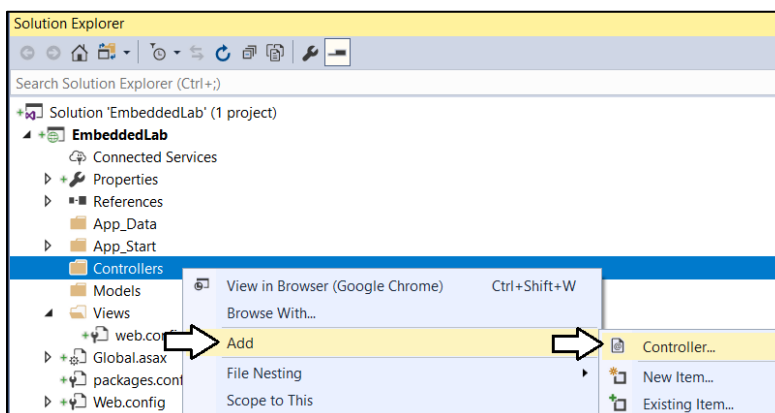 Solution Explorer
Search Solution Explorer (Ctrl+;)
Solution 'EmbeddedLab' (1 project)
EmbeddedLab
Connected Services
Properties
References
App_Data
App_Start
Controllers
Models
View in Browser (Google Chrome) Ctrl+Shift+W
Views
Browse With...
web.confi
Add
Controller...
Global.asax
File Nesting
New Item...
packages.conf
Web.config
Scope to This
Existing Item...